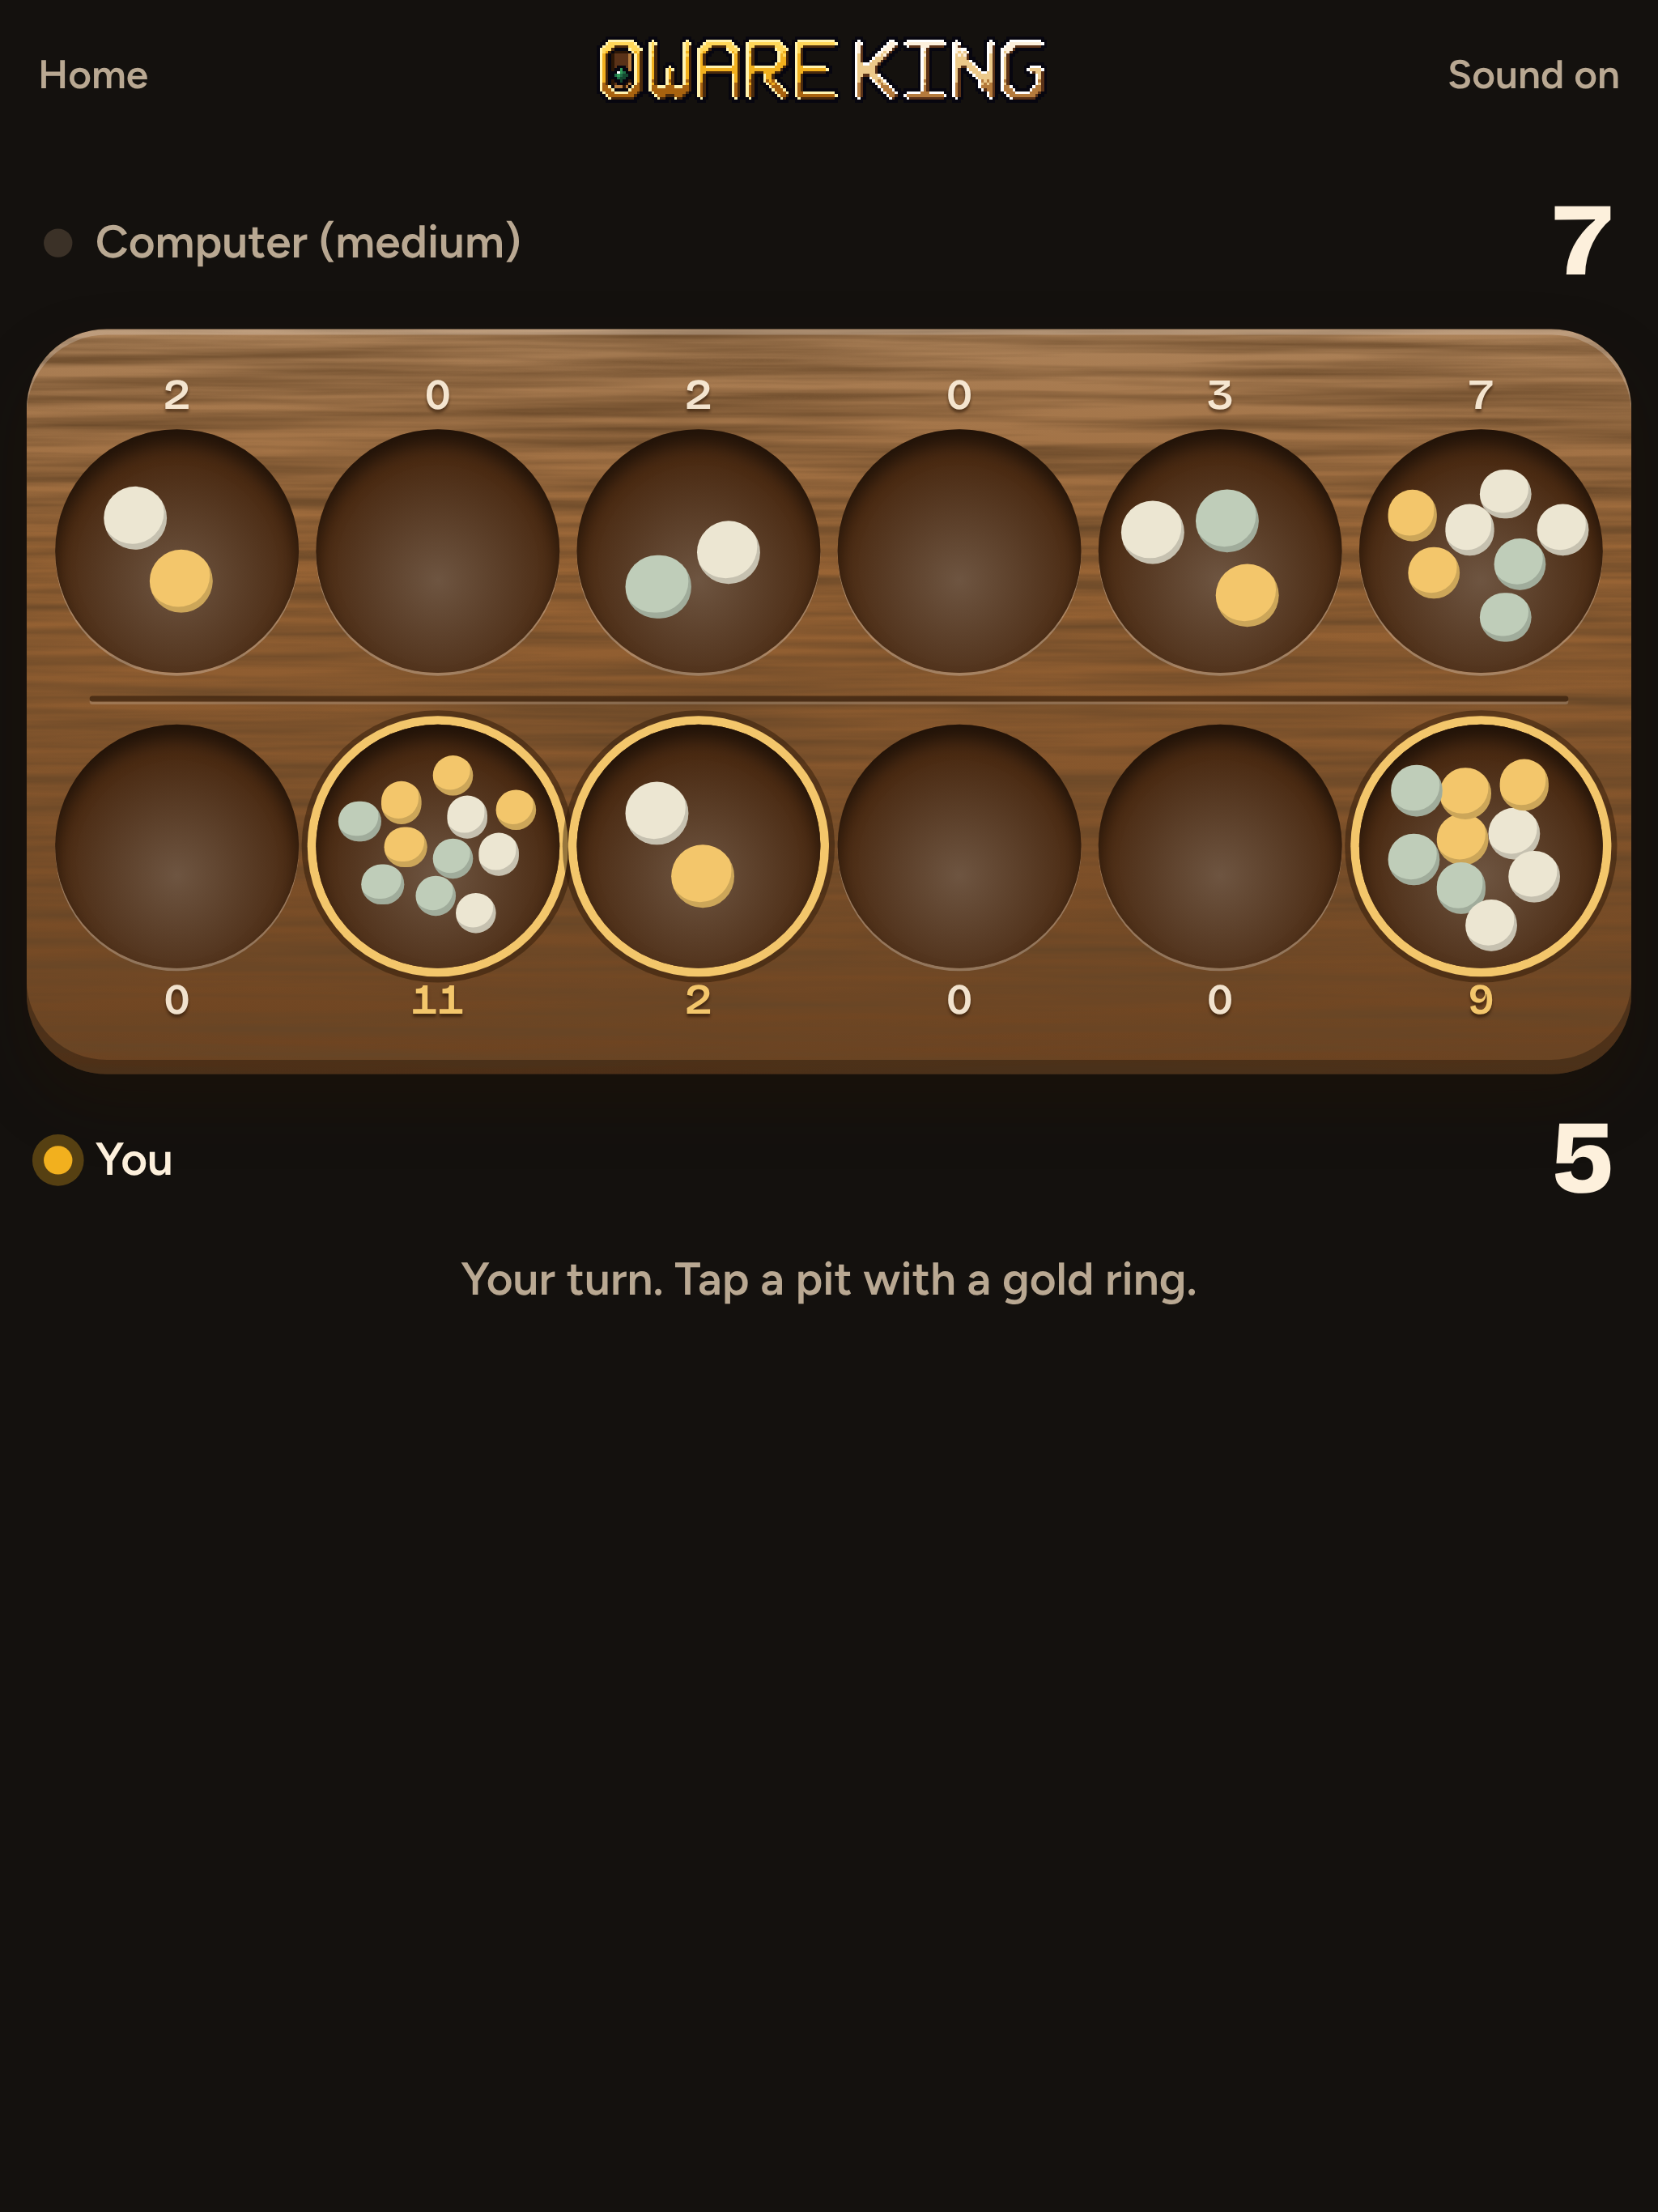 Home OWARE KING Sound on
Computer (medium) 7
2 0 2 0 3 7
0 11 2 0 0 9
You 5
Your turn. Tap a pit with a gold ring.